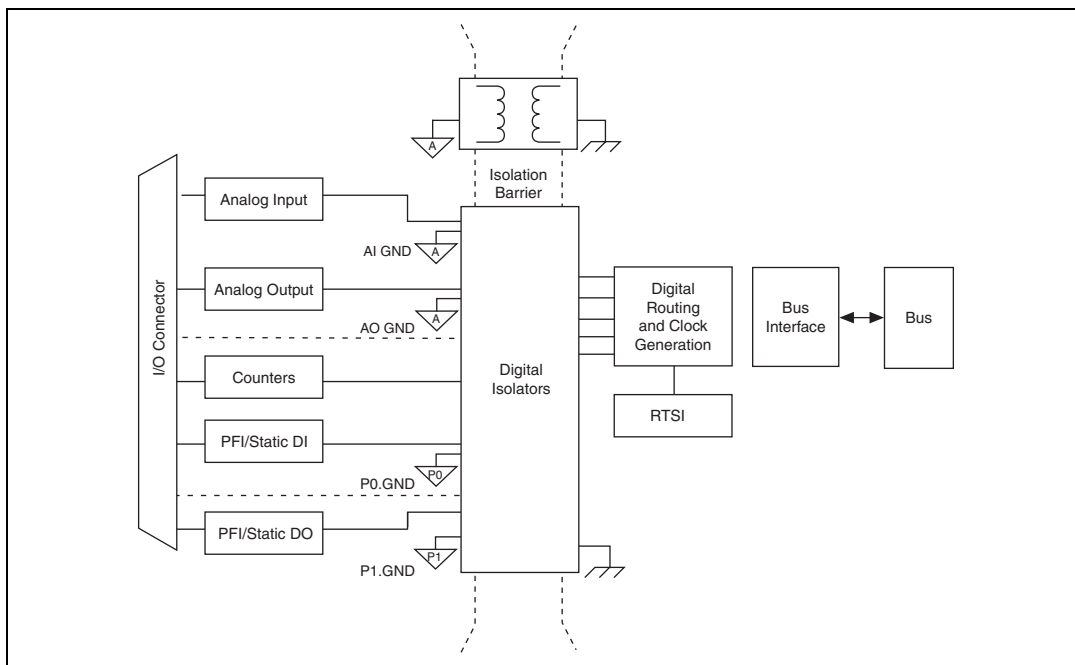 A
Isolation
Barrier
I/O Connector
Analog Input
AI GND
A
Analog Output
AO GND
A
Counters
PFI/Static DI
P0.GND
P0
PFI/Static DO
P1.GND
P1
Digital
Isolators
Digital
Routing
and Clock
Generation
RTSI
Bus
Interface
Bus